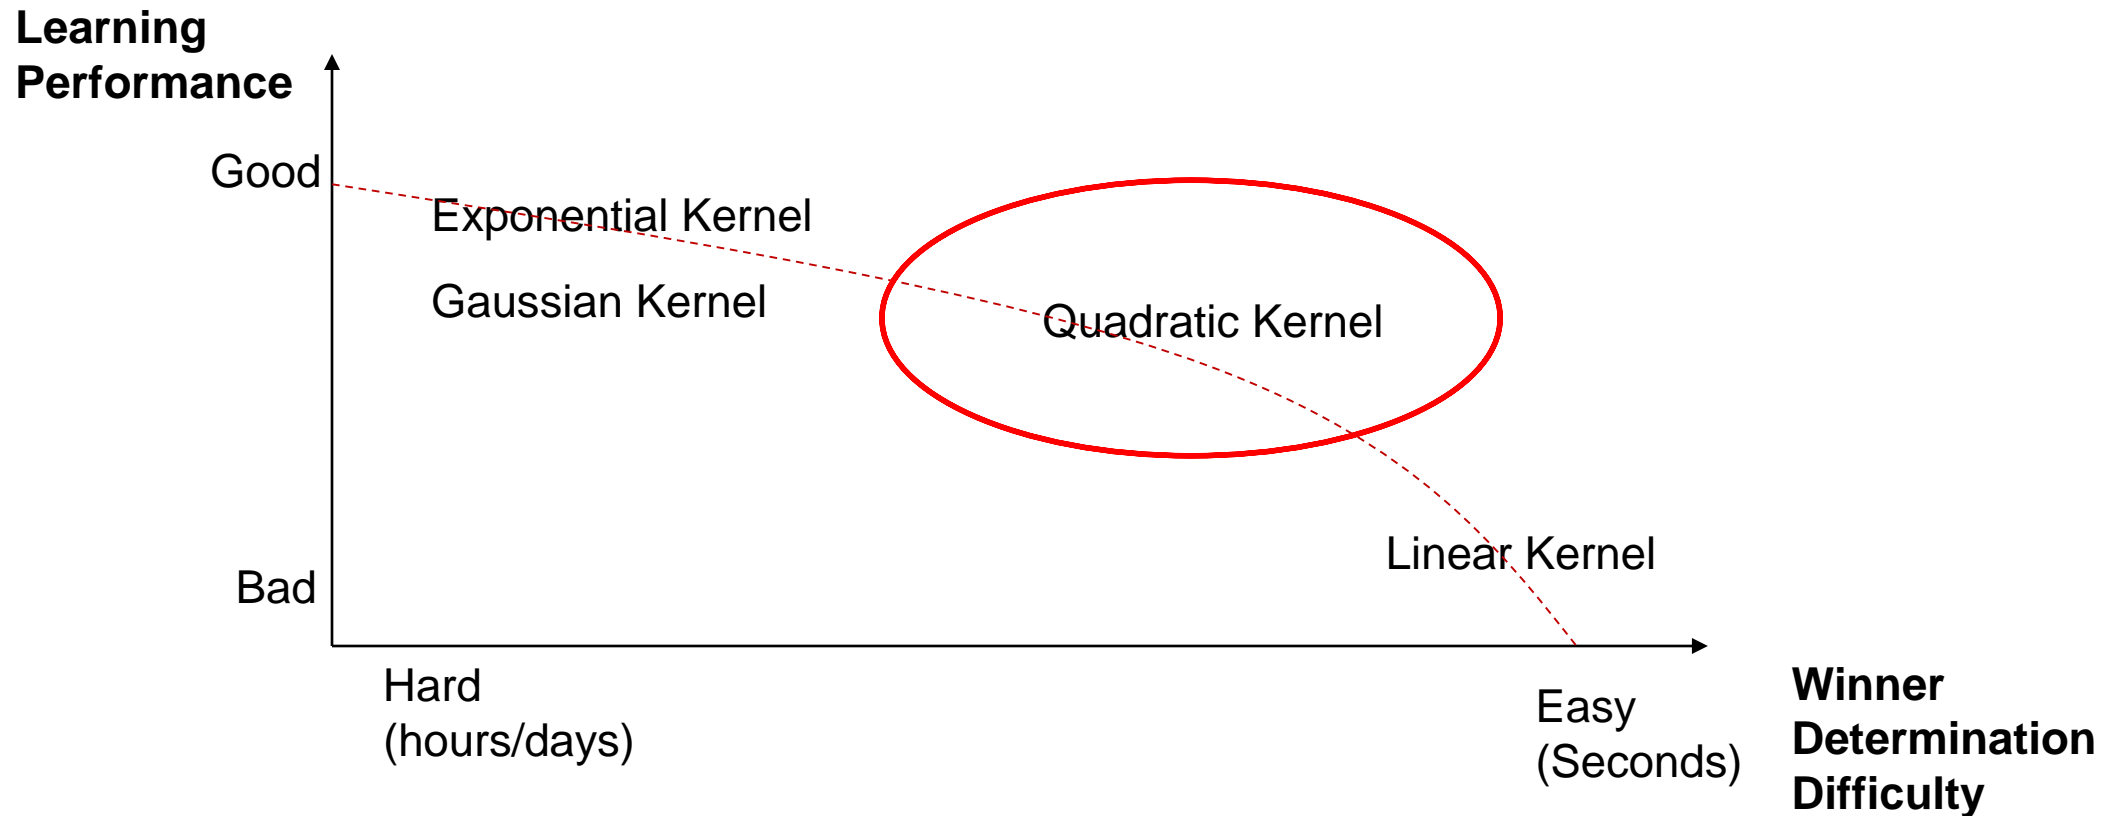 Learning
Performance
Good
Exponential Kernel
Gaussian Kernel
Quadratic Kernel
Linear Kernel
Bad
Hard
(hours/days)
Easy
(Seconds)
Winner
Determination
Difficulty